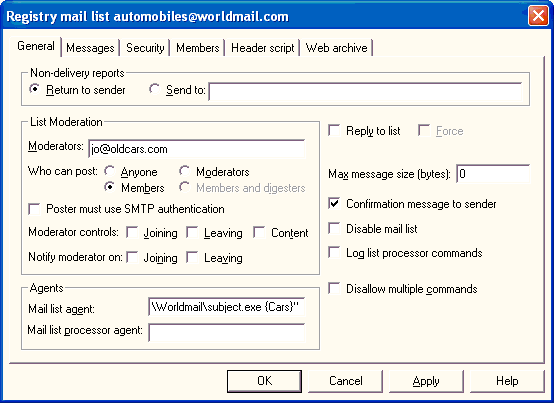 Registry mail list automobiles@worldmail.com
General Messages Security Members Header script Web archive
Non-delivery reports
Return to sender Send to:
List Moderation
Moderators: jo@oldcars.com
Who can post: Anyone Moderators
Members Members and digesters
Poster must use SMTP authentication
Moderator controls: Joining Leaving Content
Notify moderator on: Joining Leaving
Reply to list Force
Max message size (bytes): 0
Confirmation message to sender
Disable mail list
Log list processor commands
Disallow multiple commands
Agents
Mail list agent: \Worldmail\subject.exe {Cars}"
Mail list processor agent:
OK Cancel Apply Help